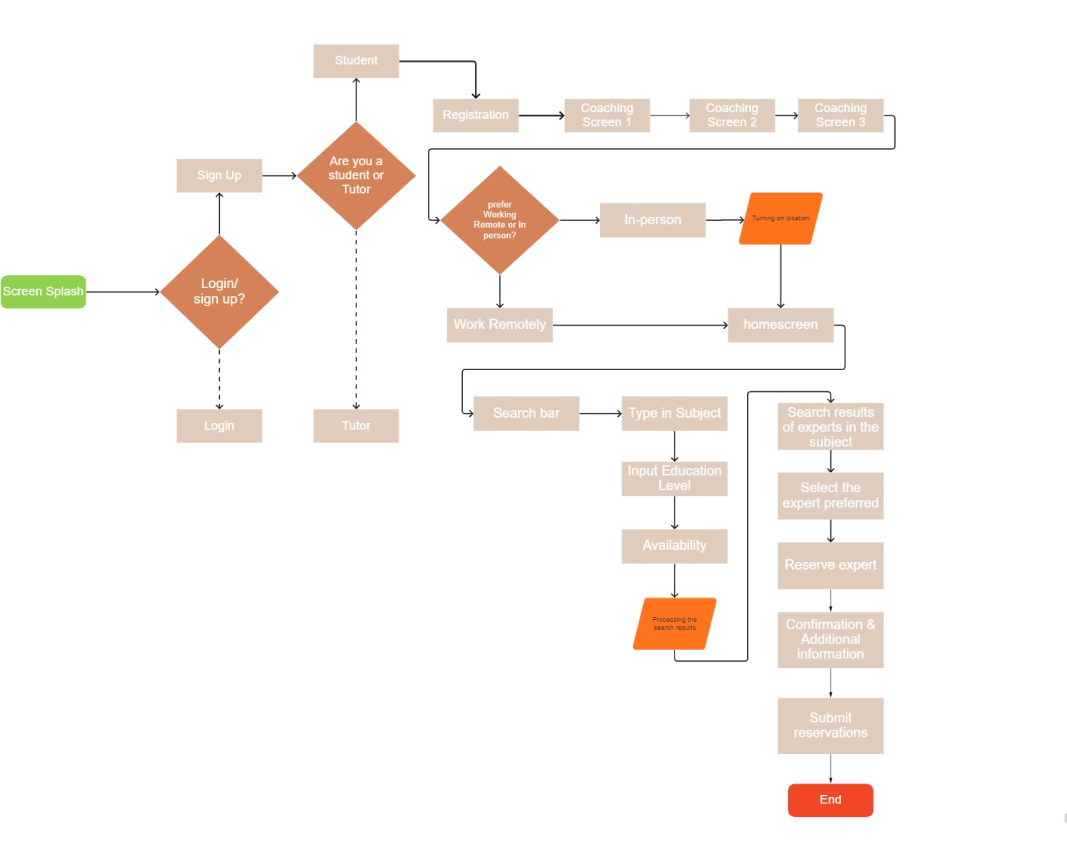 Student
Registration
Coaching
Screen 1
Coaching
Screen 2
Coaching
Screen 3
Are you a
student or
Tutor
Sign Up
prefer
Working
Remote or In
person?
In-person
Turning on location
Screen Splash
Login/
sign up?
Work Remotely
homescreen
Login
Tutor
Search bar
Type in Subject
Input Education
Level
Availability
Processing the
search results
Search results
of experts in the
subject
Select the
expert preferred
Reserve expert
Confirmation &
Additional
information
Submit
reservations
End